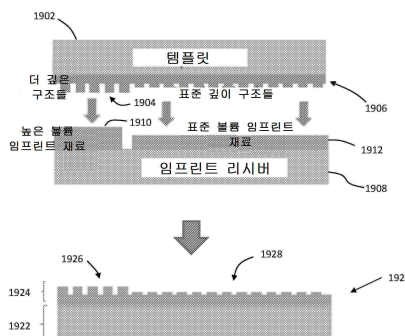 1902
템플릿
더 깊은
구조들
1904
표준 깊이 구조들
1906
1910
높은 볼륨
임프린트 재료
표준 볼륨 임프린트
재료
1912
임프린트 리시버
1908
1926
1928
192
1924
1922